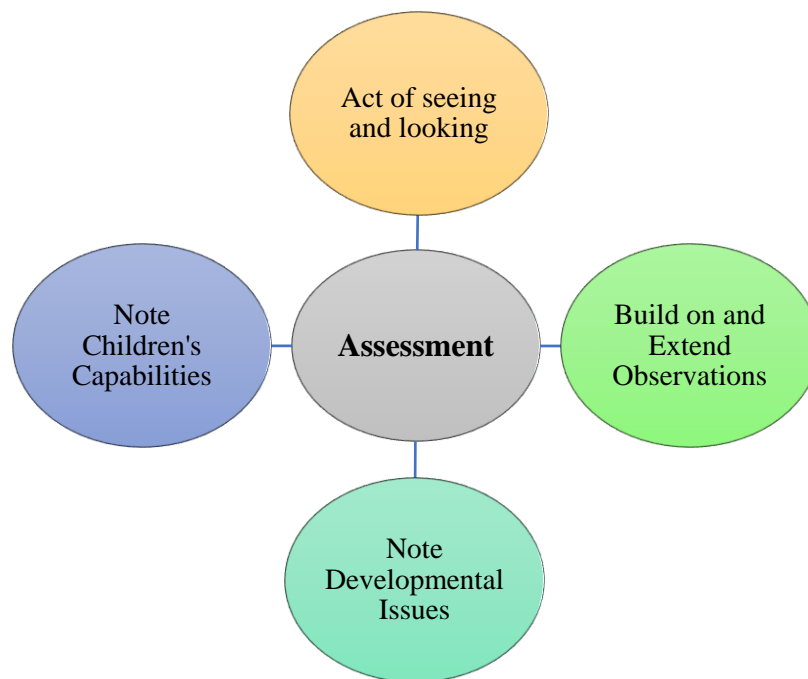 Act of seeing
and looking
Note
Children's
Capabilities
Assessment
Build on and
Extend
Observations
Note
Developmental
Issues